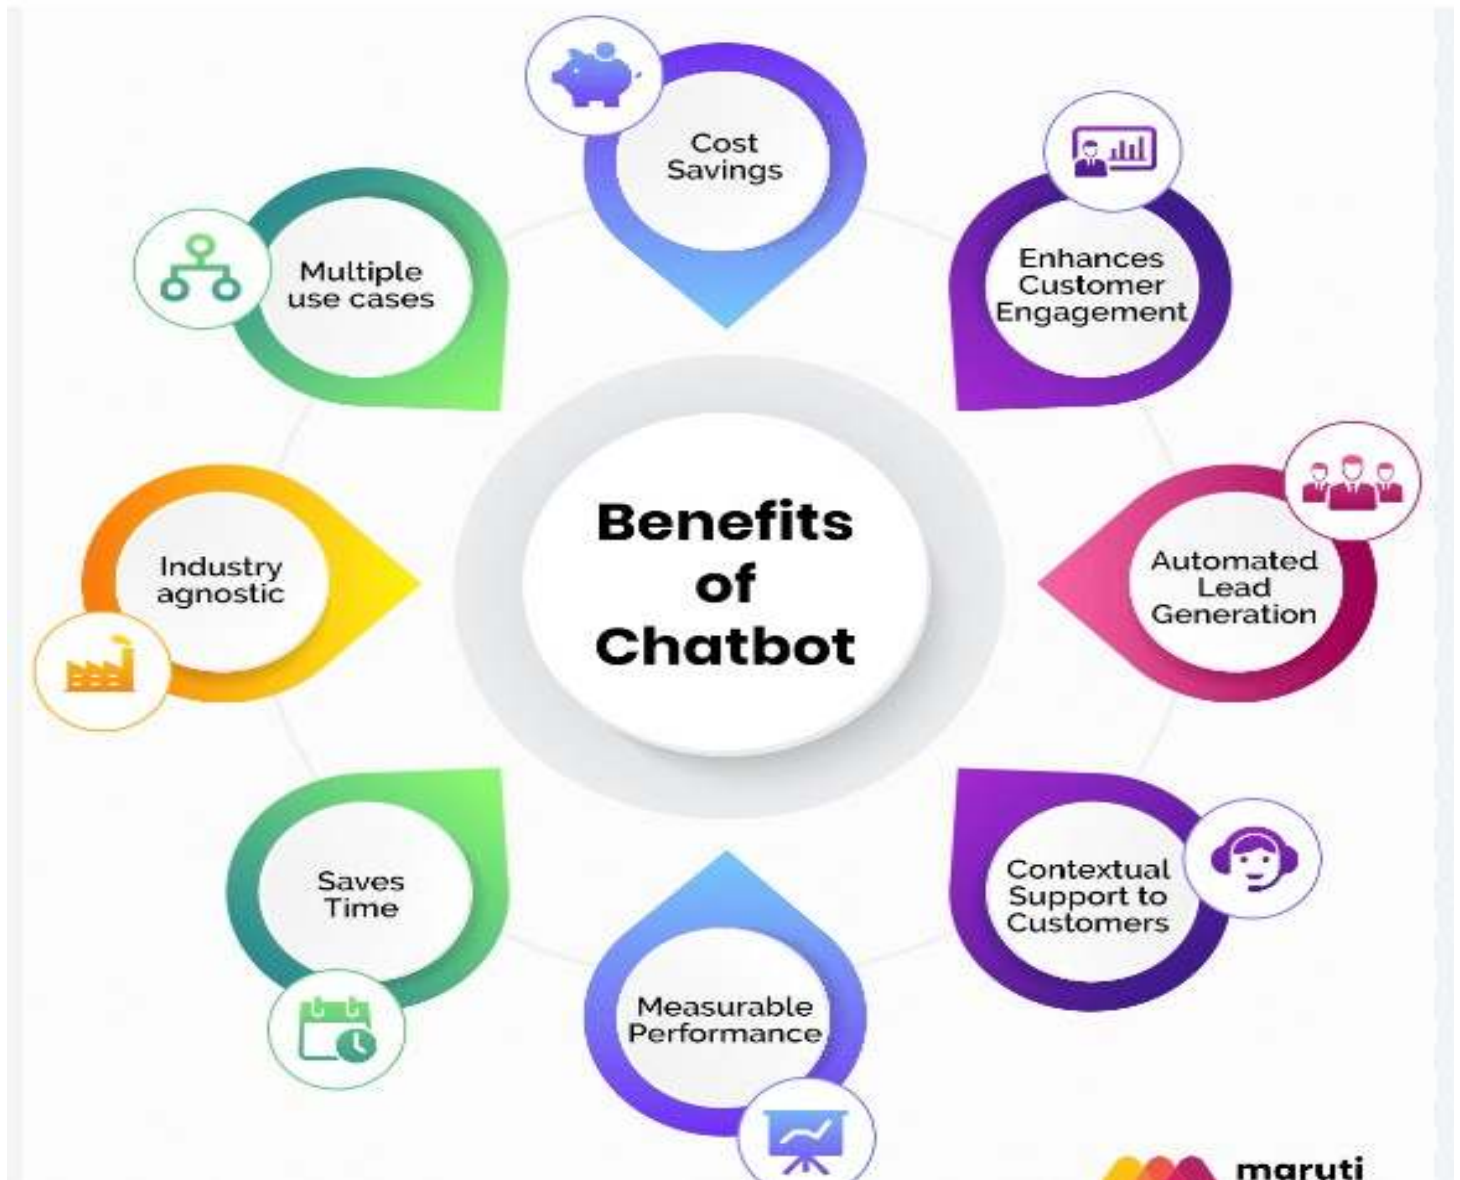 Cost
Savings
Enhances
Customer
Engagement
Multiple
use cases
Benefits
of
Chatbot
Automated
Lead
Generation
Industry
agnostic
Contextual
Support to
Customers
Saves
Time
Measurable
Performance
maruti